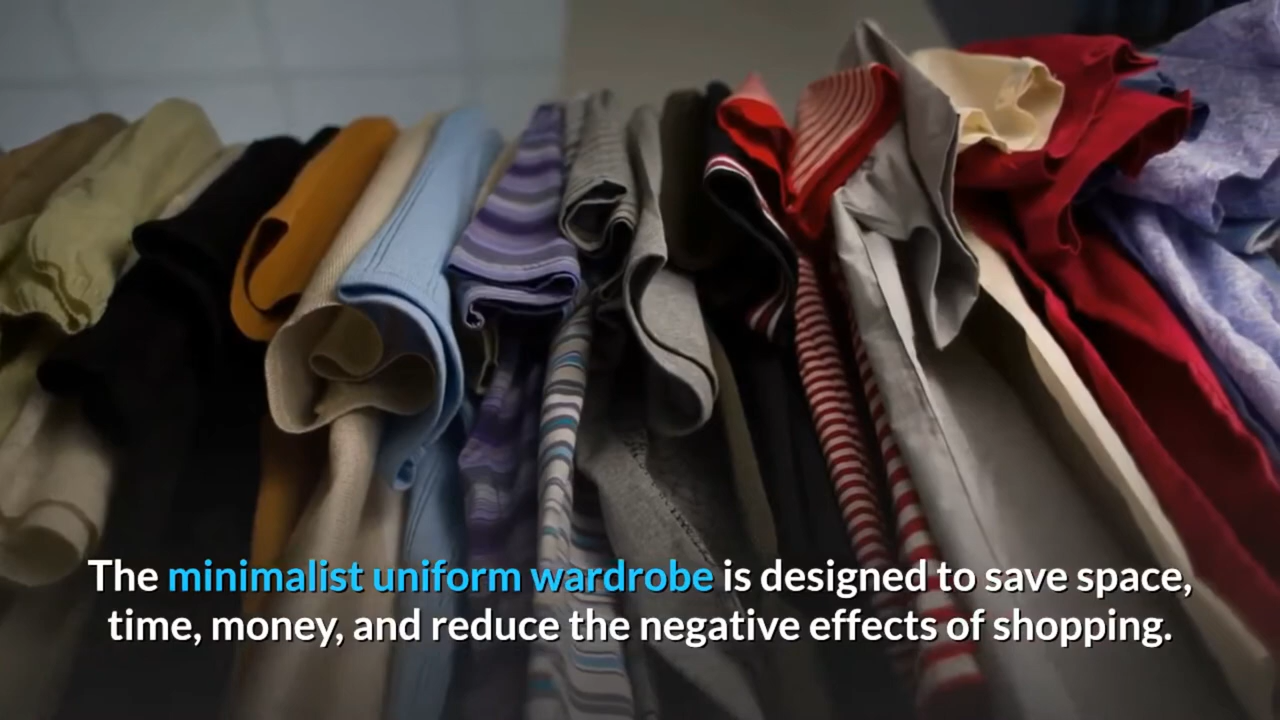 The minimalist uniform wardrobe is designed to save space,
time, money, and reduce the negative effects of shopping.